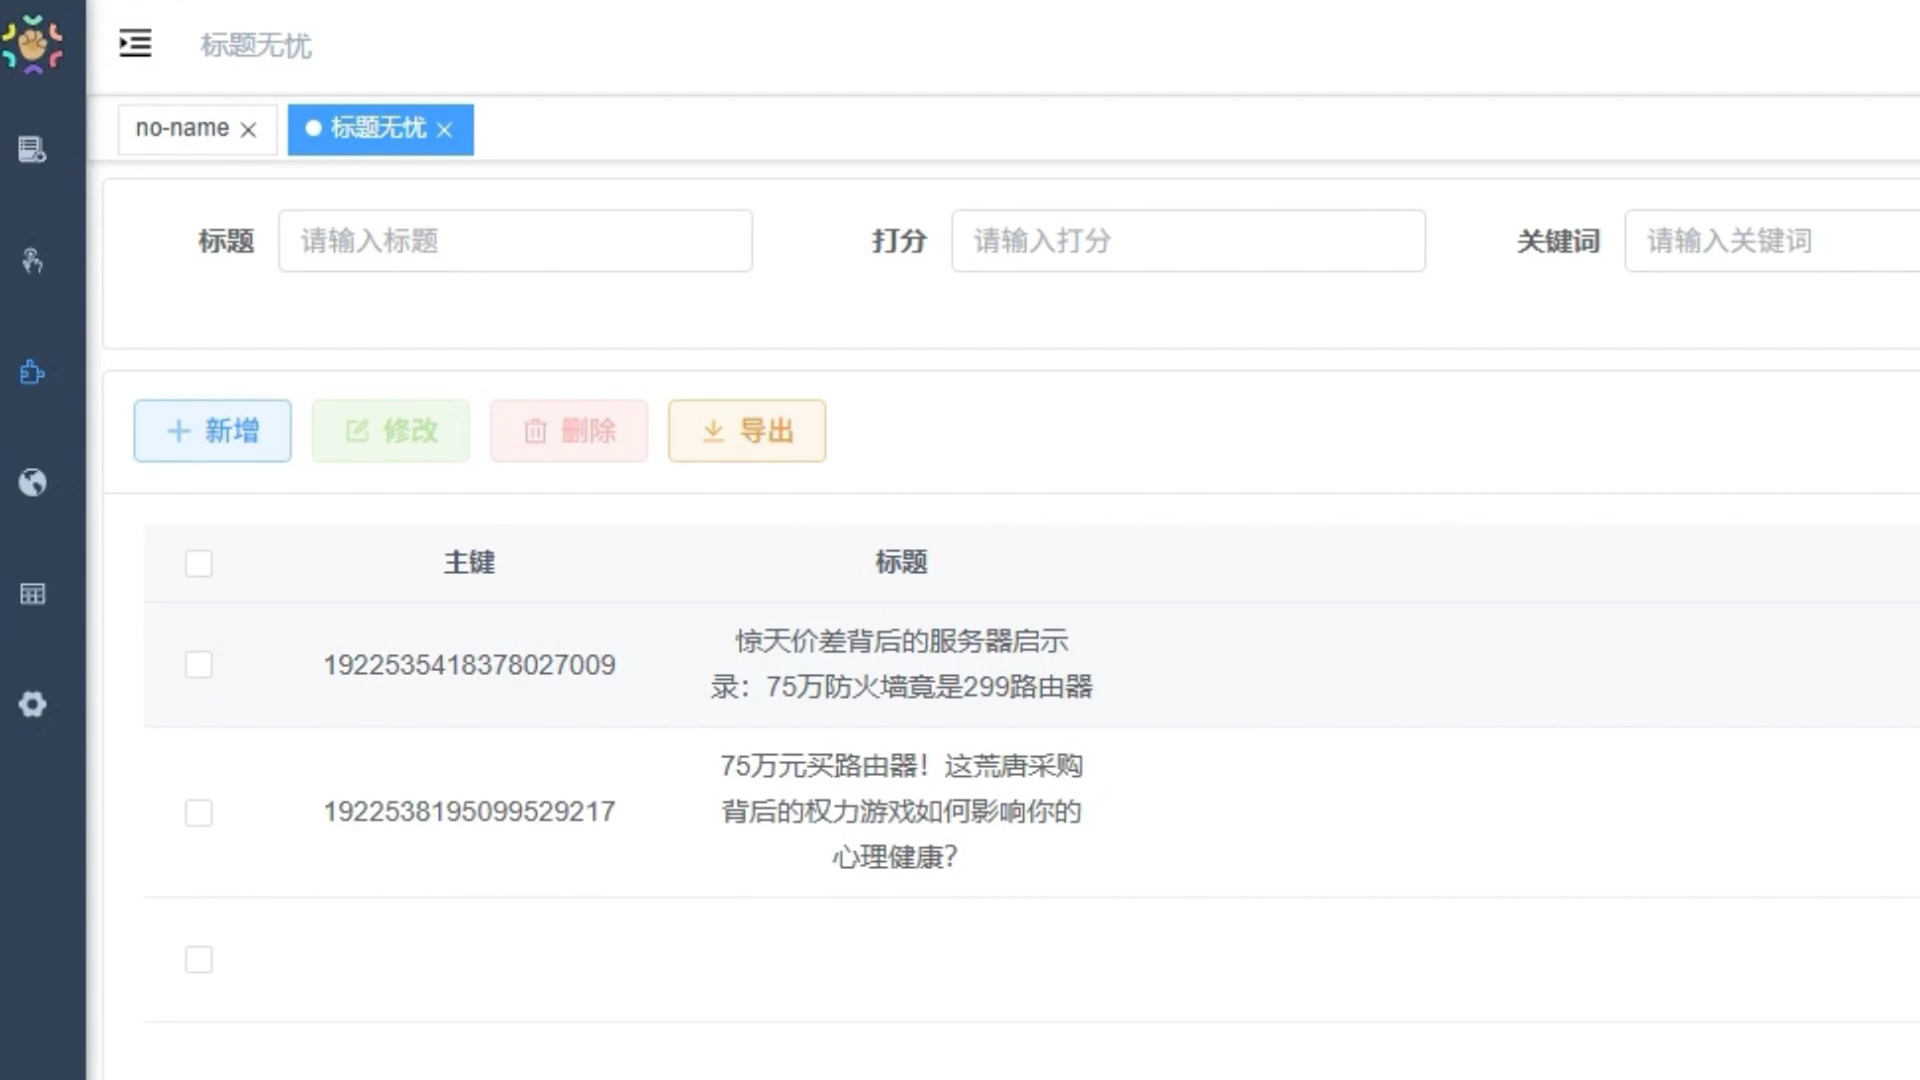 标题无忧
no-name
标题无忧
标题 请输入标题 打分 请输入打分 关键词 请输入关键词
新增 修改 删除 导出
主键 标题
1922535418378027009
惊天价差背后的服务器启示
录：75万防火墙竟是299路由器
1922538195099529217
75万元买路由器！这荒唐采购
背后的权力游戏如何影响你的
心理健康？